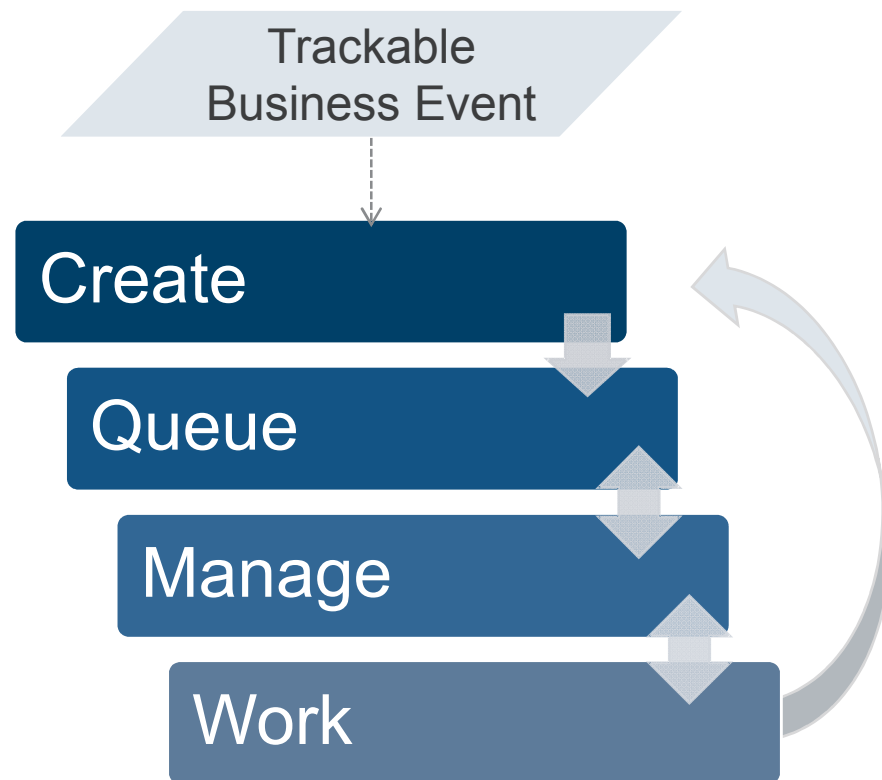 Trackable
Business Event
Create
Queue
Manage
Work